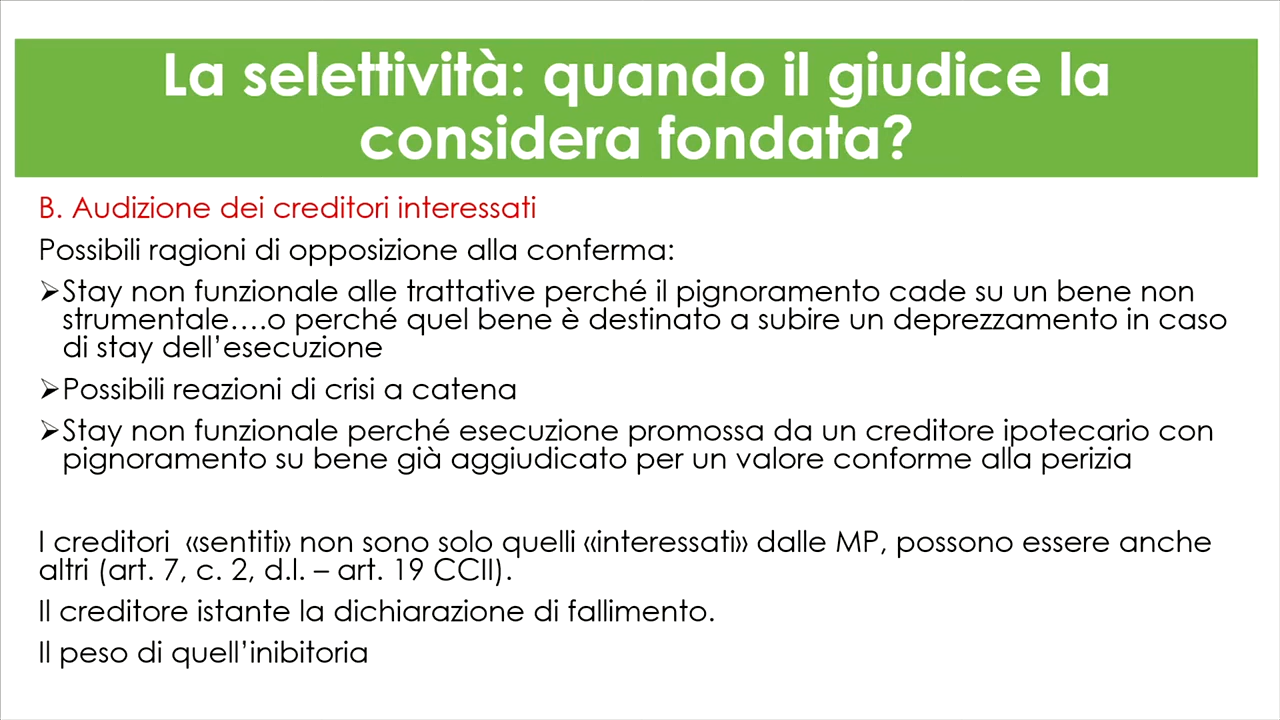 La selettività: quando il giudice la
considera fondata?
B. Audizione dei creditori interessati
Possibili ragioni di opposizione alla conferma:
➢Stay non funzionale alle trattative perché il pignoramento cade su un bene non
strumentale….o perché quel bene è destinato a subire un deprezzamento in caso
di stay dell’esecuzione
➢Possibili reazioni di crisi a catena
➢Stay non funzionale perché esecuzione promossa da un creditore ipotecario con
pignoramento su bene già aggiudicato per un valore conforme alla perizia
I creditori «sentiti» non sono solo quelli «interessati» dalle MP, possono essere anche
altri (art. 7, c. 2, d.l. – art. 19 CCII).
Il creditore istante la dichiarazione di fallimento.
Il peso di quell’inibitoria